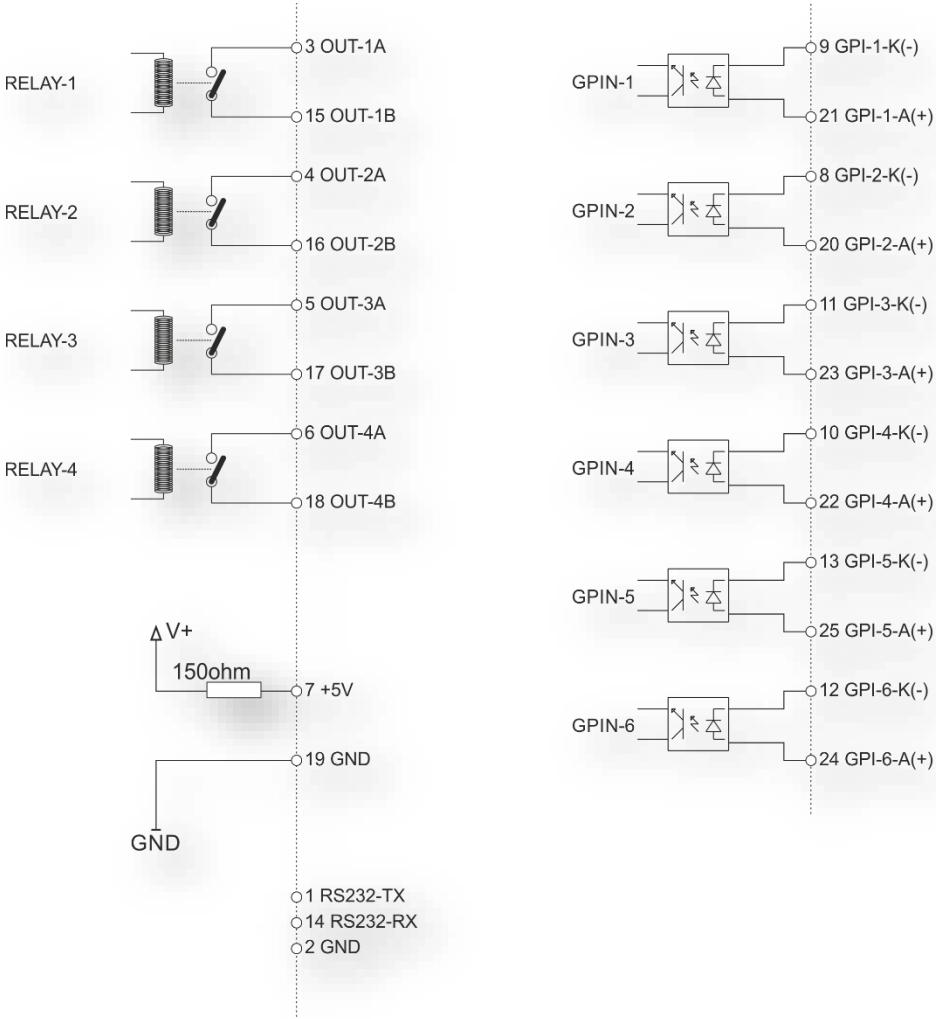 3 OUT-1A
RELAY-1
15 OUT-1B
4 OUT-2A
RELAY-2
16 OUT-2B
5 OUT-3A
RELAY-3
17 OUT-3B
6 OUT-4A
RELAY-4
18 OUT-4B
V+
150ohm
7 +5V
19 GND
GND
1 RS232-TX
14 RS232-RX
2 GND
9 GPI-1-K(-)
GPIN-1
21 GPI-1-A(+)
8 GPI-2-K(-)
GPIN-2
20 GPI-2-A(+)
11 GPI-3-K(-)
GPIN-3
23 GPI-3-A(+)
10 GPI-4-K(-)
GPIN-4
22 GPI-4-A(+)
13 GPI-5-K(-)
GPIN-5
25 GPI-5-A(+)
12 GPI-6-K(-)
GPIN-6
24 GPI-6-A(+)